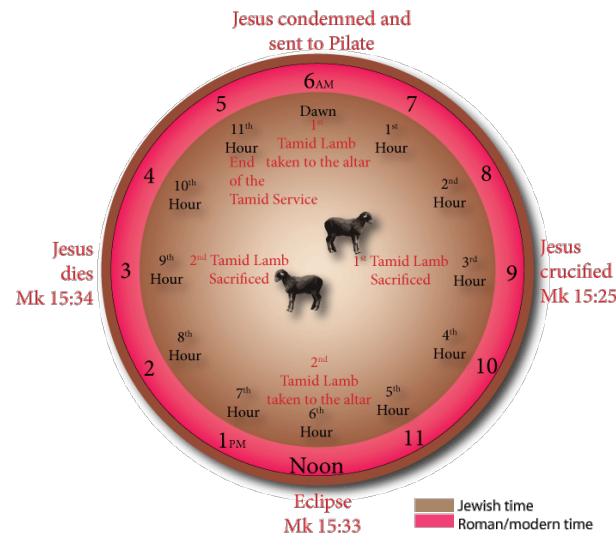 Jesus condemned and
sent to Pilate
6 AM
5
7
Dawn
11th
Hour
1st
Tamid Lamb
taken to the altar
1st
Hour
End
of the
Tamid Service
4
8
10th
Hour
2nd
Hour
Jesus
dies
Mk 15:34
3
9th
Hour
2nd Tamid Lamb
Sacrificed
1st Tamid Lamb
Sacrificed
3rd
Hour
9
Jesus
crucified
Mk 15:25
8th
Hour
4th
Hour
2
10
2nd
Tamid Lamb
taken to the altar
7th
Hour
6th
Hour
5th
Hour
1 PM
11
Noon
Eclipse
Mk 15:33
Jewish time
Roman/modern time